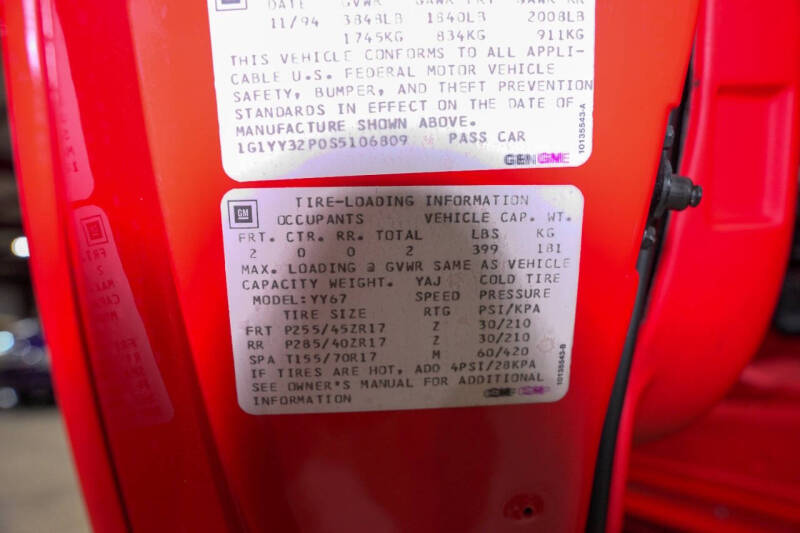 GM
DATE GVWR GAWR FRT GAWR RR
11/94 3848LB 1840LB 2008LB
1745KG 834KG 911KG
THIS VEHICLE CONFORMS TO ALL APPLI-
CABLE U.S. FEDERAL MOTOR VEHICLE
SAFETY, BUMPER, AND THEFT PREVENTION
STANDARDS IN EFFECT ON THE DATE OF
MANUFACTURE SHOWN ABOVE.
1G1YY32P0S5106809 PASS CAR
GENGME
10135543-A
GM
TIRE-LOADING INFORMATION
OCCUPANTS VEHICLE CAP. WT.
FRT. CTR. RR. TOTAL LBS KG
2 0 0 2 399 181
MAX. LOADING @ GVWR SAME AS VEHICLE
CAPACITY WEIGHT. YAJ COLD TIRE
MODEL:YY67 SPEED PRESSURE
TIRE SIZE RTG PSI/KPA
FRT P255/45ZR17 Z 30/210
RR P285/40ZR17 Z 30/210
SPA T155/70R17 M 60/420
IF TIRES ARE HOT, ADD 4PSI/28KPA
SEE OWNER'S MANUAL FOR ADDITIONAL
INFORMATION
10135543-B